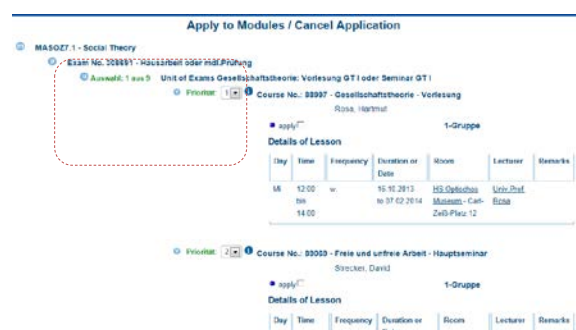 Apply to Modules / Cancel Application
MASOZ7.1 - Social Theory
Exam No. - Hausarbeit oder mdl.Prüfung
Auswahl: 1 aus 9 Unit of Exams Gesellschaftstheorie: Vorlesung GT I oder Seminar GT I
Priorität: 1 Course No.: - Gesellschaftstheorie - Vorlesung
Rosa, Hartmut
apply 1-Gruppe
Details of Lesson
Day Time Frequency Duration or Date Room Lecturer Remarks
Mi 12:00 bis 14:00 w. 16.10.2013 to 07.02.2014 HS Optisches Museum - Carl-Zeiß-Platz 12 Univ.Prof. Rosa
Priorität: 2 Course No.: - Freie und unfreie Arbeit - Hauptseminar
Strecker, David
apply 1-Gruppe
Details of Lesson
Day Time Frequency Duration or Room Lecturer Remarks